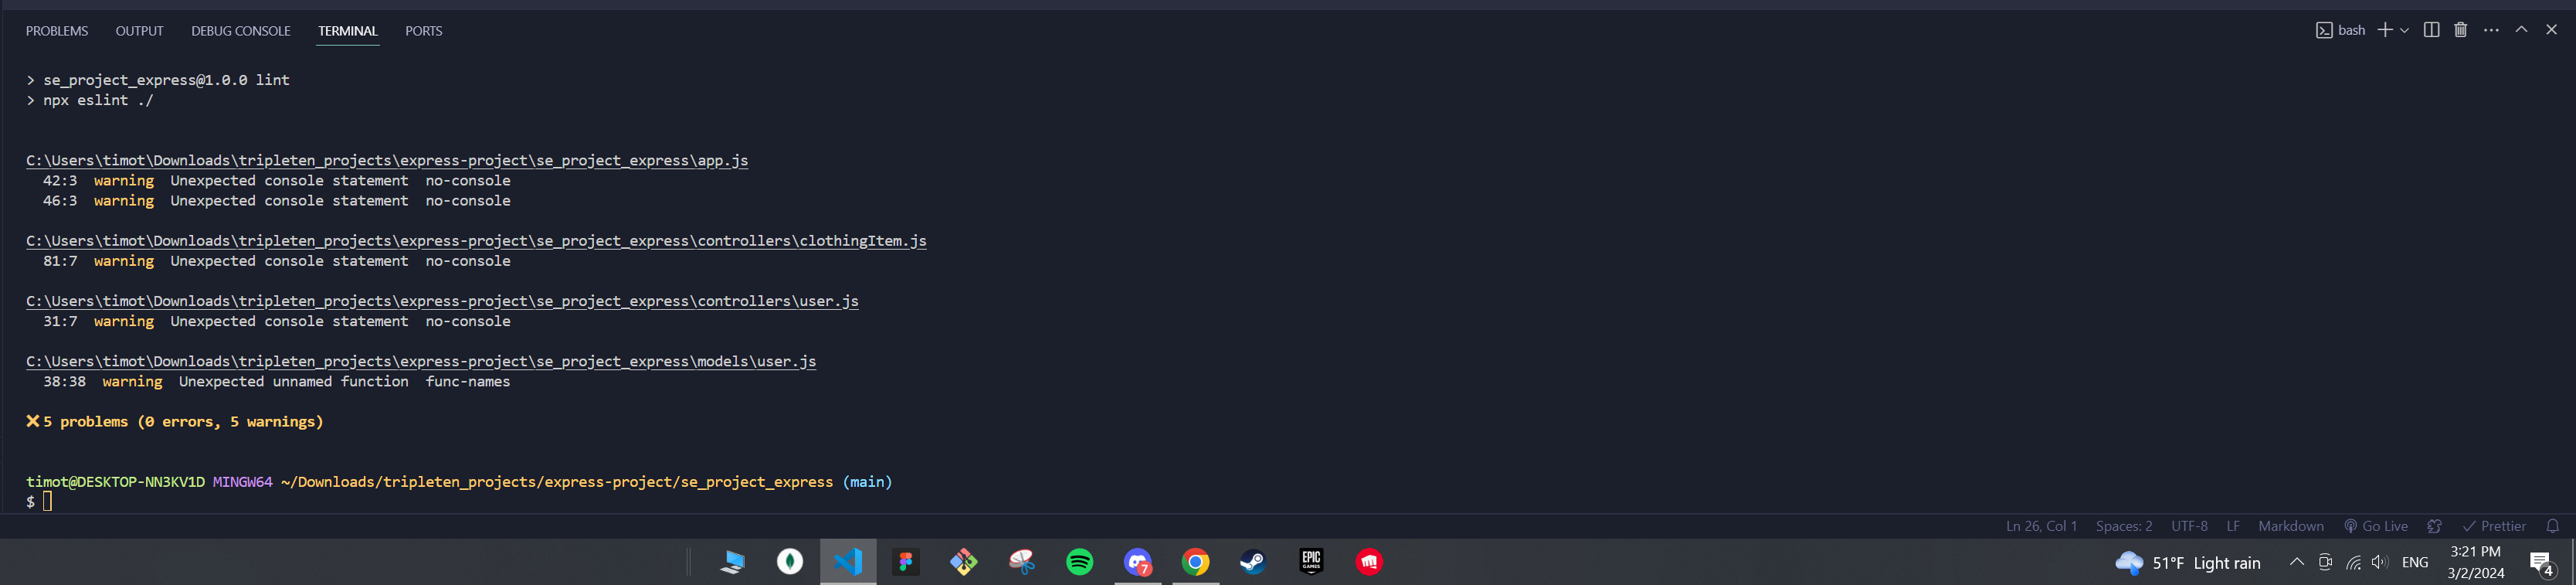 PROBLEMS OUTPUT DEBUG CONSOLE TERMINAL PORTS bash
> se_project_express@1.0.0 lint
> npx eslint ./
C:\Users\timot\Downloads\tripleten_projects\express-project\se_project_express\app.js
42:3 warning Unexpected console statement no-console
46:3 warning Unexpected console statement no-console
C:\Users\timot\Downloads\tripleten_projects\express-project\se_project_express\controllers\clothingItem.js
81:7 warning Unexpected console statement no-console
C:\Users\timot\Downloads\tripleten_projects\express-project\se_project_express\controllers\user.js
31:7 warning Unexpected console statement no-console
C:\Users\timot\Downloads\tripleten_projects\express-project\se_project_express\models\user.js
38:38 warning Unexpected unnamed function func-names
✖ 5 problems (0 errors, 5 warnings)
timot@DESKTOP-NN3KV1D MINGW64 ~/Downloads/tripleten_projects/express-project/se_project_express (main)
$
Ln 26, Col 1 Spaces: 2 UTF-8 LF Markdown Go Live Prettier
7 EPIC GAMES 51°F Light rain ENG 3:21 PM
3/2/2024 4